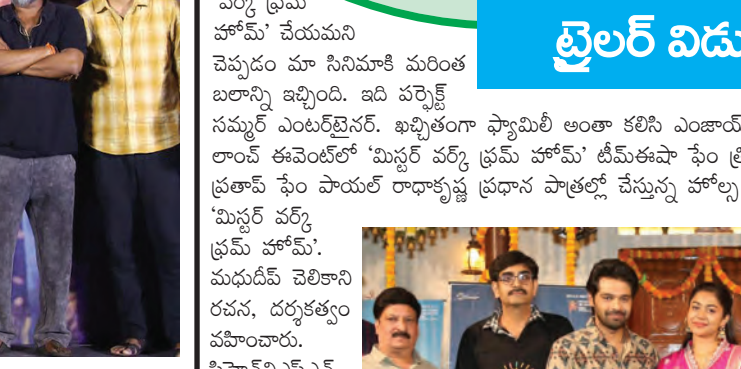 హోమ్' చేయమని
చెప్పడం మా సినిమాకి మరింత
బలాన్ని ఇచ్చింది. ఇది పర్ఫెక్ట్
సమ్మర్ ఎంటర్‌టైనర్. ఖచ్చితంగా ఫ్యామిలీ అంతా కలిసి ఎంజాయ్
లాంచ్ ఈవెంట్‌లో 'మిస్టర్ వర్క్ ఫ్రమ్ హోమ్' టీమ్‌ఈషా ఫేం
ప్రతాప్ ఫేం పాయల్ రాధాకృష్ణ ప్రధాన పాత్రల్లో చేస్తున్న హోల్స
'మిస్టర్ వర్క్
ఫ్రమ్ హోమ్'.
మధుదీప్ చెలికాని
రచన, దర్శకత్వం
వహించారు.
ట్రైలర్ విడు